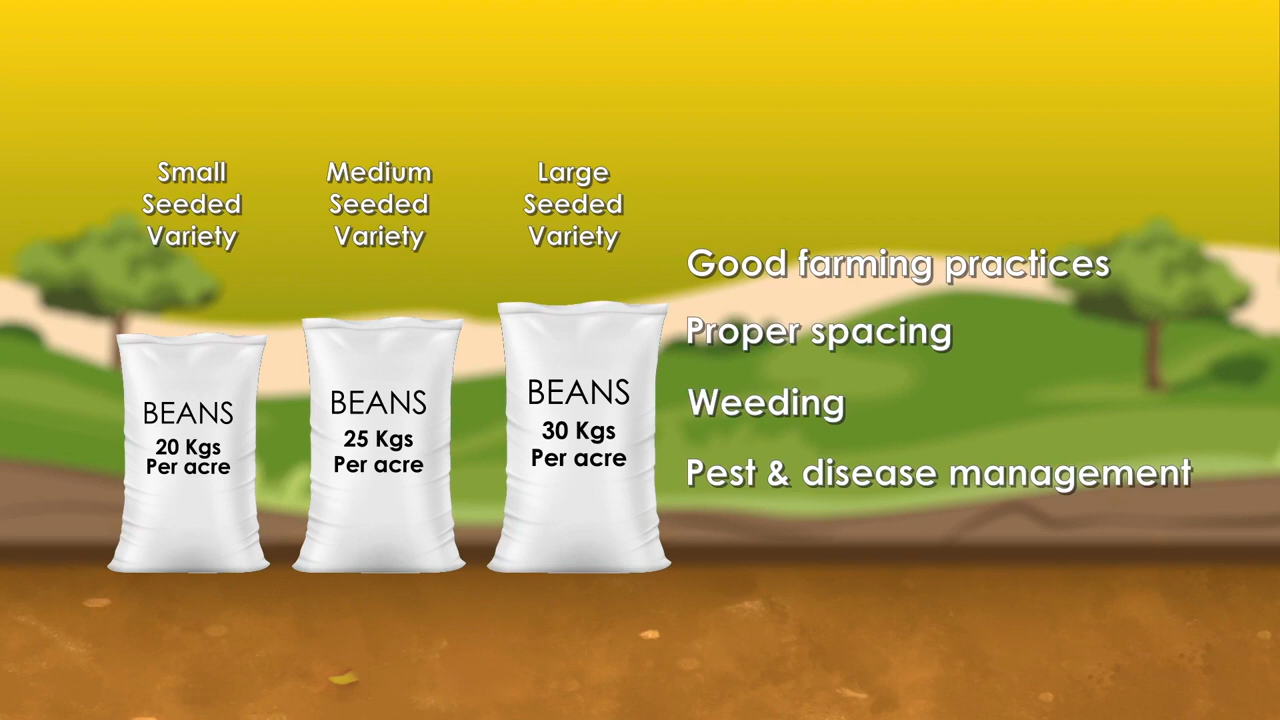 Small
Seeded
Variety
Medium
Seeded
Variety
Large
Seeded
Variety
BEANS
20 Kgs
Per acre
BEANS
25 Kgs
Per acre
BEANS
30 Kgs
Per acre
Good farming practices
Proper spacing
Weeding
Pest & disease management